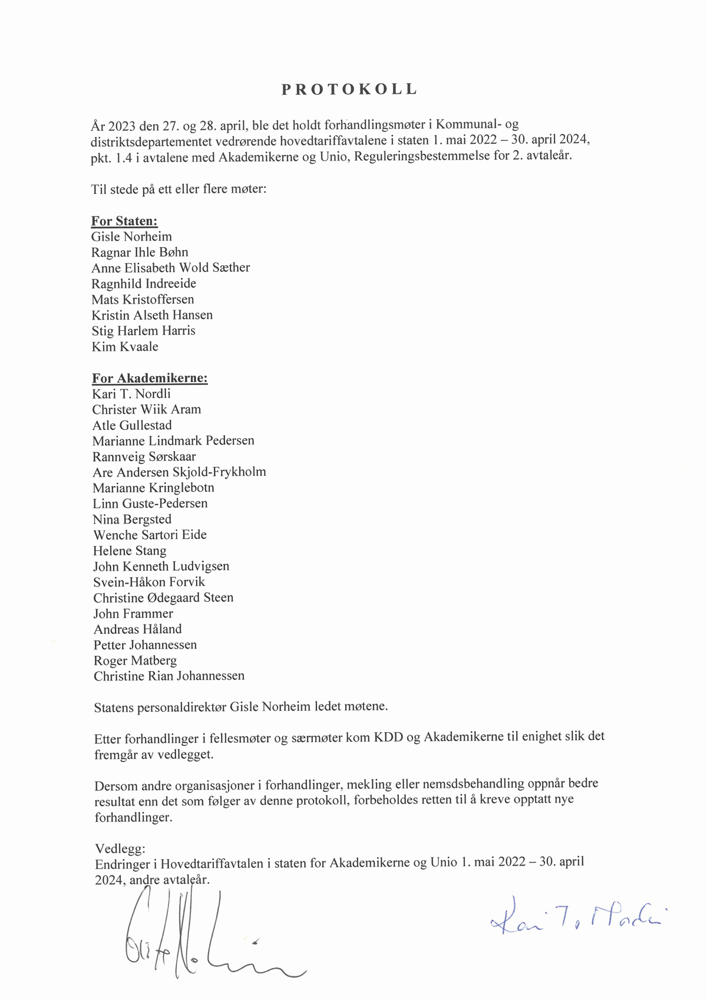 PROTOKOLL
År 2023 den 27. og 28. april, ble det holdt forhandlingsmøter i Kommunal- og
distriktsdepartementet vedrørende hovedtariffavtalene i staten 1. mai 2022 – 30. april 2024,
pkt. 1.4 i avtalene med Akademikerne og Unio, Reguleringsbestemmelse for 2. avtaleår.
Til stede på ett eller flere møter:
For Staten:
Gisle Norheim
Ragnar Ihle Bøhn
Anne Elisabeth Wold Sæther
Ragnhild Indreeide
Mats Kristoffersen
Kristin Alseth Hansen
Stig Harlem Harris
Kim Kvaale
For Akademikerne:
Kari T. Nordli
Christer Wiik Aram
Atle Gullestad
Marianne Lindmark Pedersen
Rannveig Sørskaar
Are Andersen Skjold-Frykholm
Marianne Kringlebotn
Linn Guste-Pedersen
Nina Bergsted
Wenche Sartori Eide
Helene Stang
John Kenneth Ludvigsen
Svein-Håkon Forvik
Christine Ødegaard Steen
John Frammer
Andreas Håland
Petter Johannessen
Roger Matberg
Christine Rian Johannessen
Statens personaldirektør Gisle Norheim ledet møtene.
Etter forhandlinger i fellesmøter og særmøter kom KDD og Akademikerne til enighet slik det
fremgår av vedlegget.
Dersom andre organisasjoner i forhandlinger, mekling eller nemsdsbehandling oppnår bedre
resultat enn det som følger av denne protokoll, forbeholdes retten til å kreve opptatt nye
forhandlinger.
Vedlegg:
Endringer i Hovedtariffavtalen i staten for Akademikerne og Unio 1. mai 2022 – 30. april
2024, andre avtaleår.
Kari T. Nordli